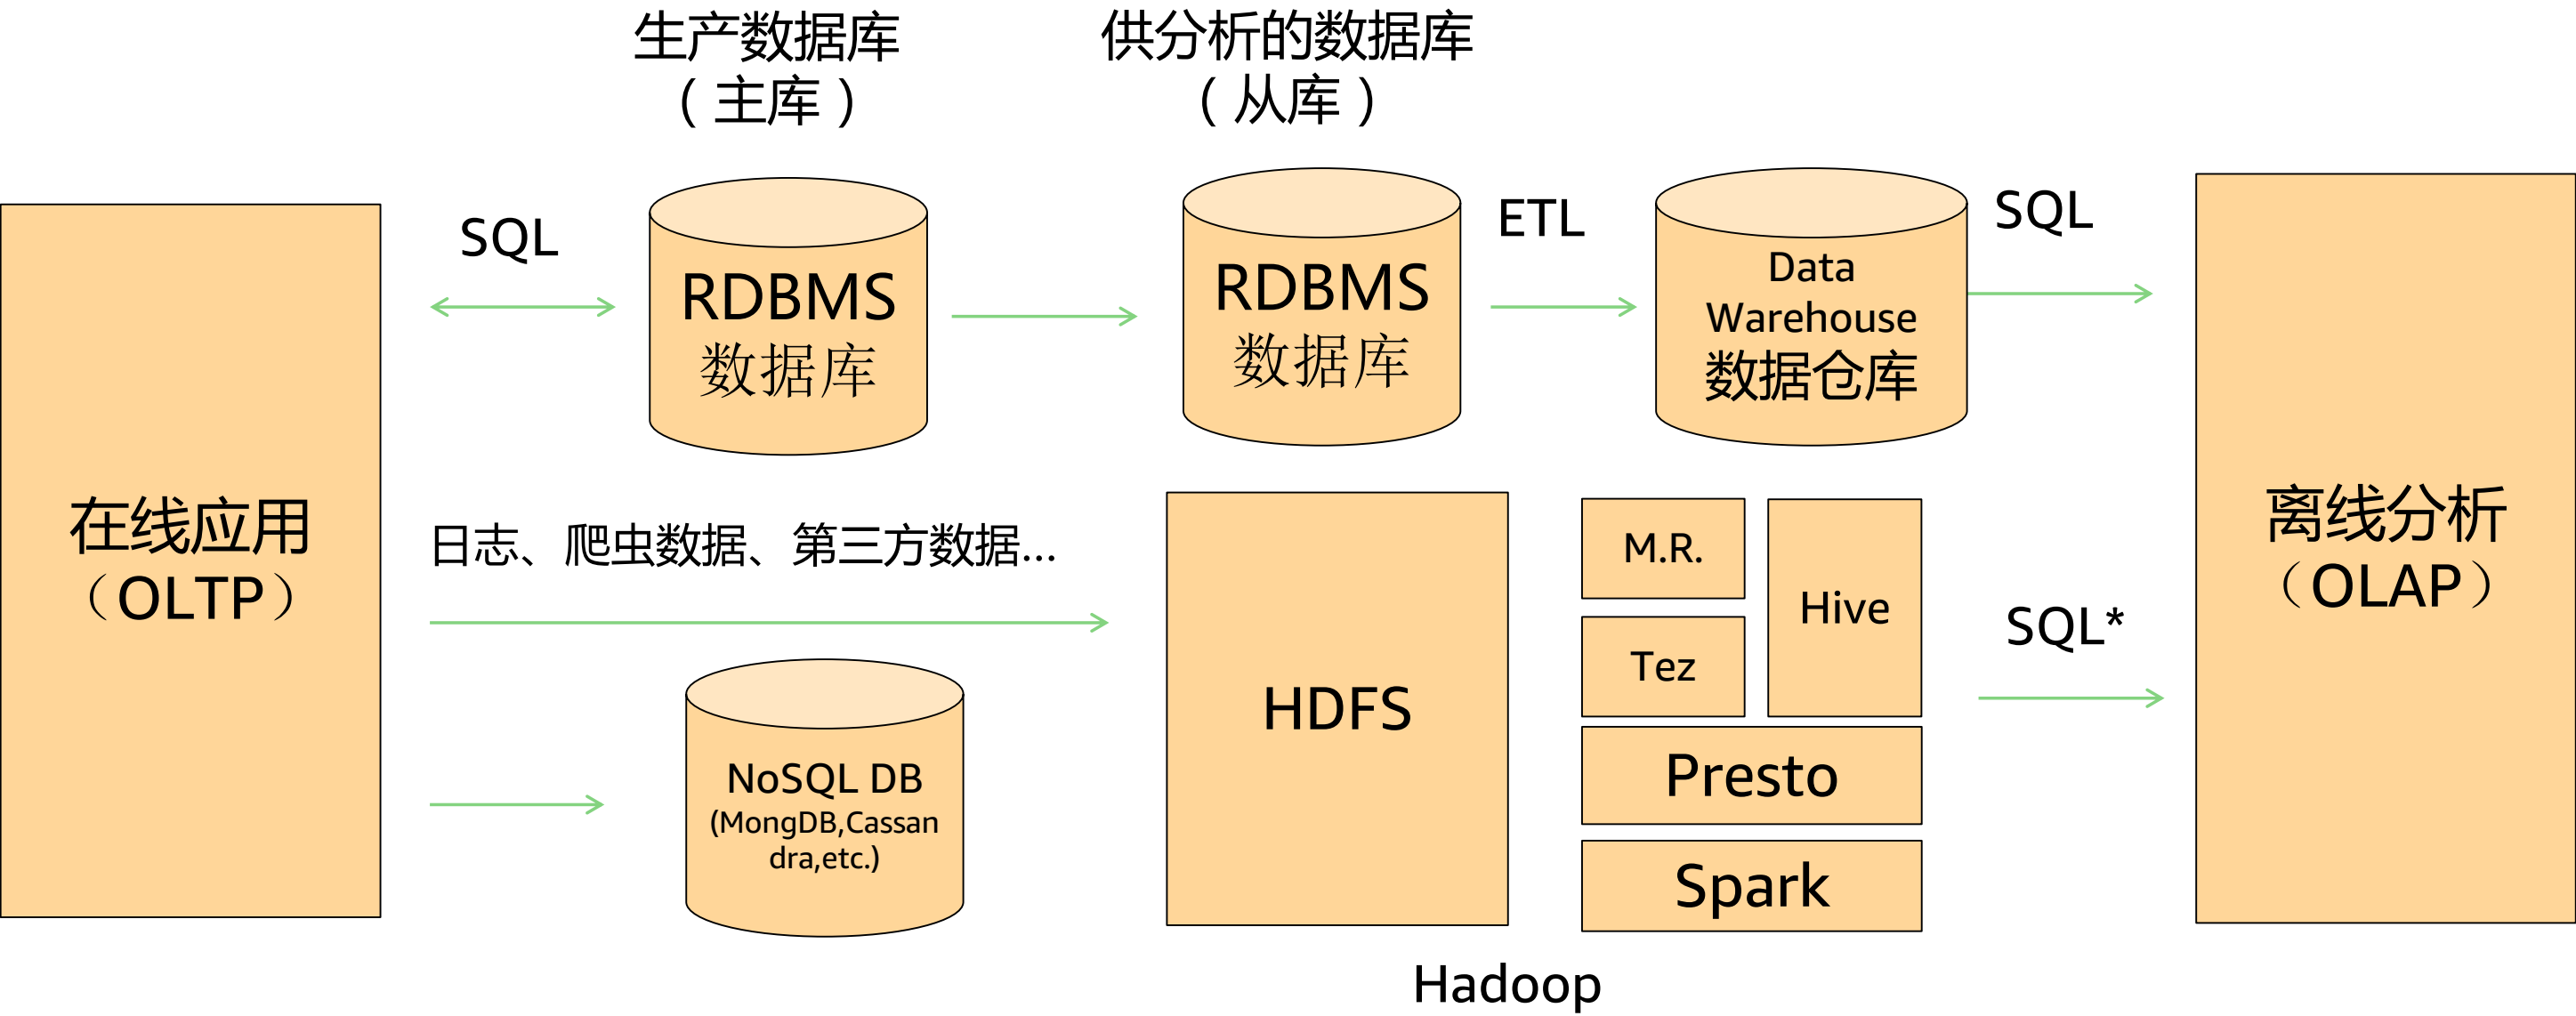 生产数据库
（主库）
供分析的数据库
（从库）
在线应用
（OLTP）
SQL
RDBMS
数据库
RDBMS
数据库
ETL
Data
Warehouse
数据仓库
SQL
日志、爬虫数据、第三方数据...
NoSQL DB
(MongDB,Cassan
dra,etc.)
HDFS
M.R.
Tez
Hive
Presto
Spark
Hadoop
SQL*
离线分析
（OLAP）